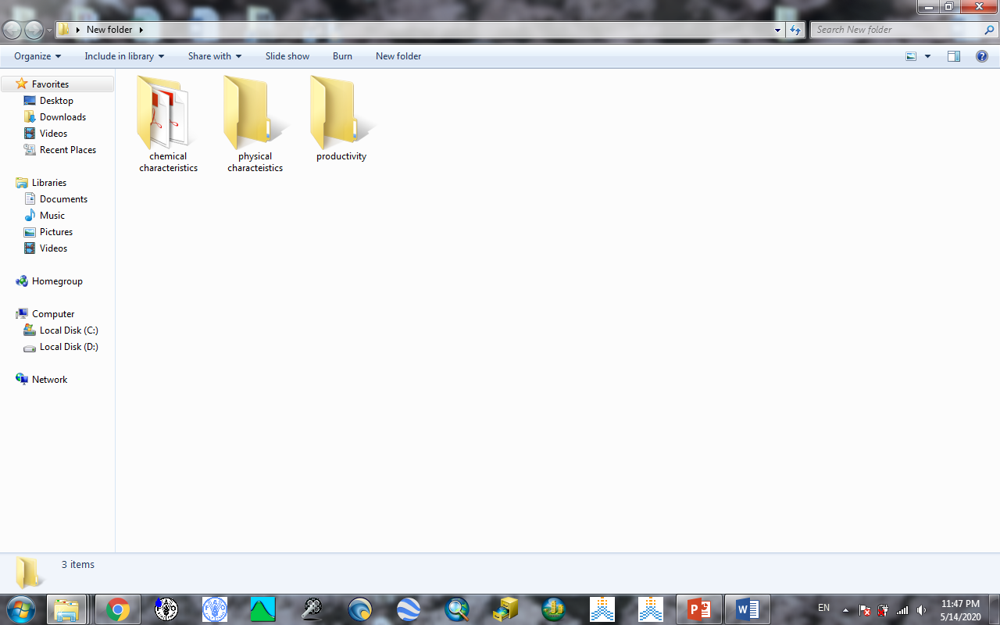 New folder
Search New folder
Organize
Include in library
Share with
Slide show
Burn
New folder
Favorites
Desktop
Downloads
Videos
Recent Places
Libraries
Documents
Music
Pictures
Videos
Homegroup
Computer
Local Disk (C:)
Local Disk (D:)
Network
chemical
characteristics
physical
characteistics
productivity
3 items
EN
11:47 PM
5/14/2020